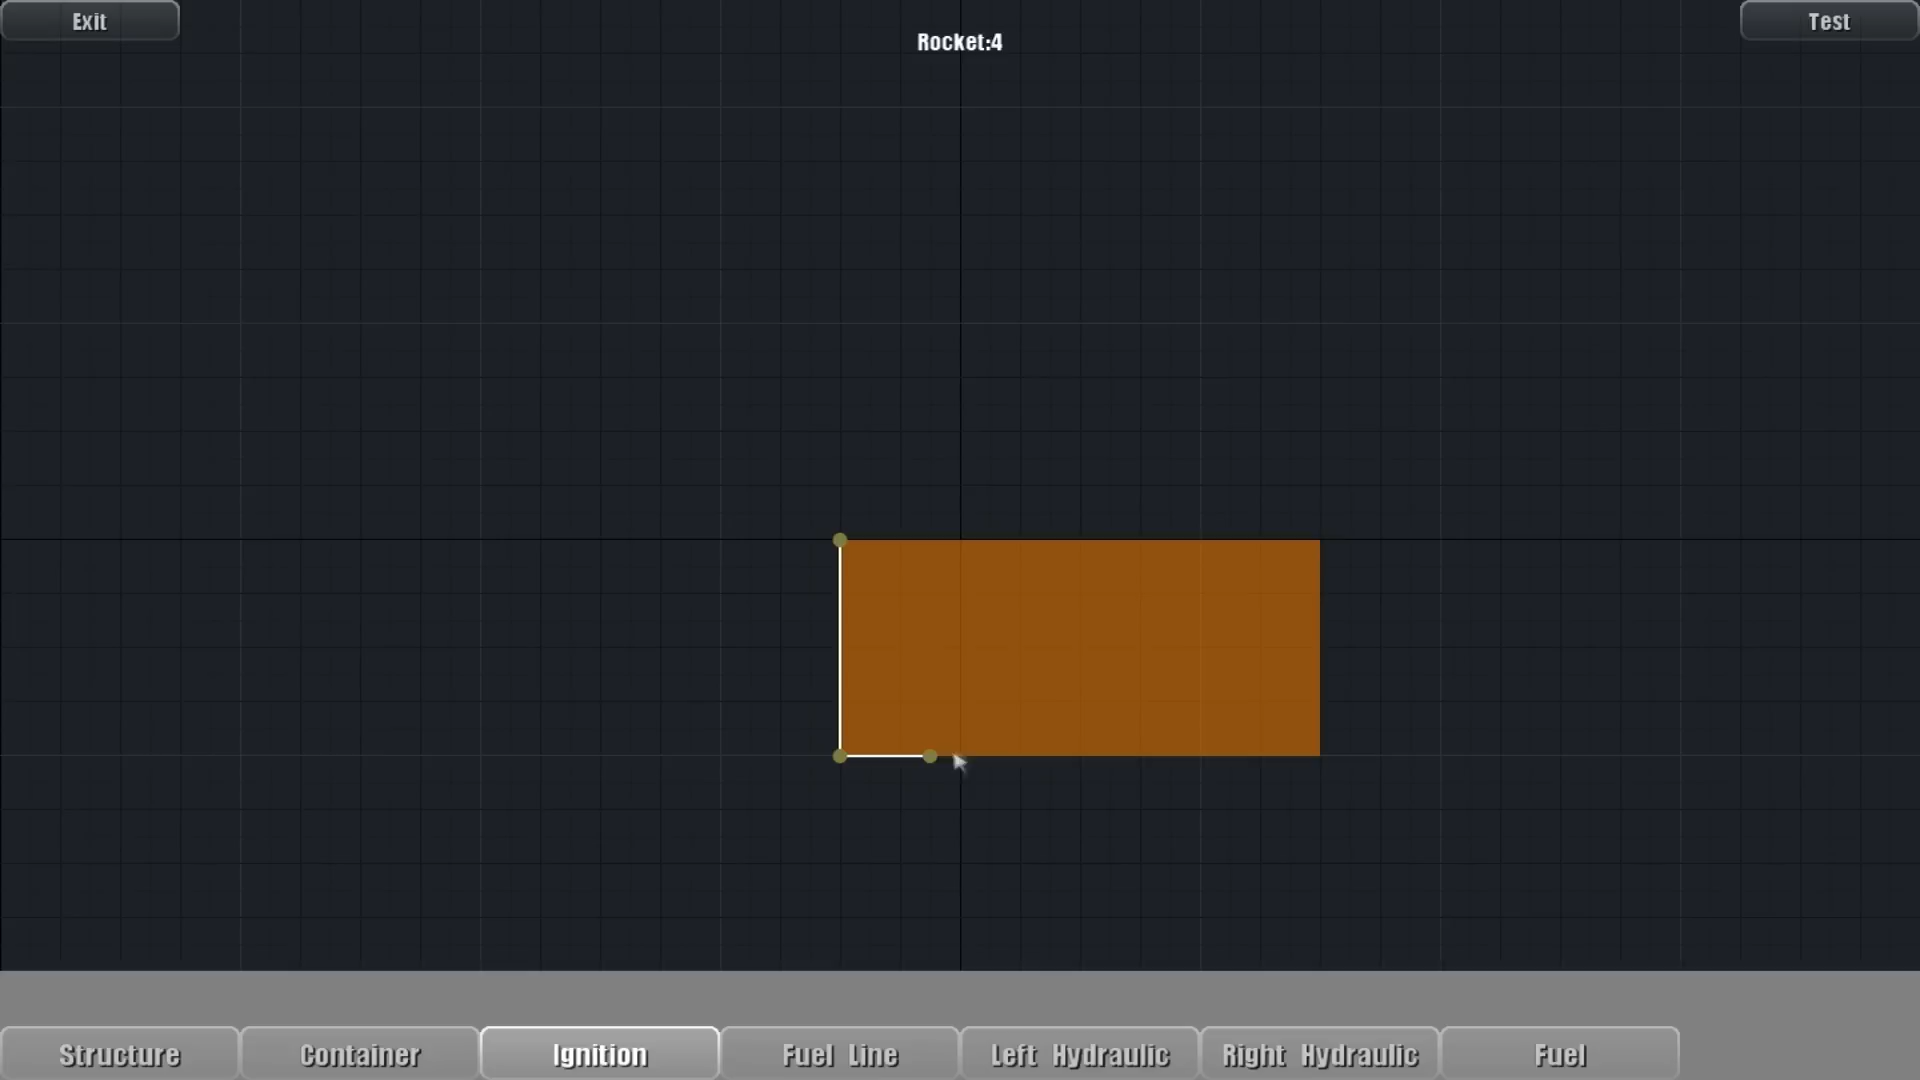 Exit
Rocket:4
Test
Structure
Container
Ignition
Fuel Line
Left Hydraulic
Right Hydraulic
Fuel